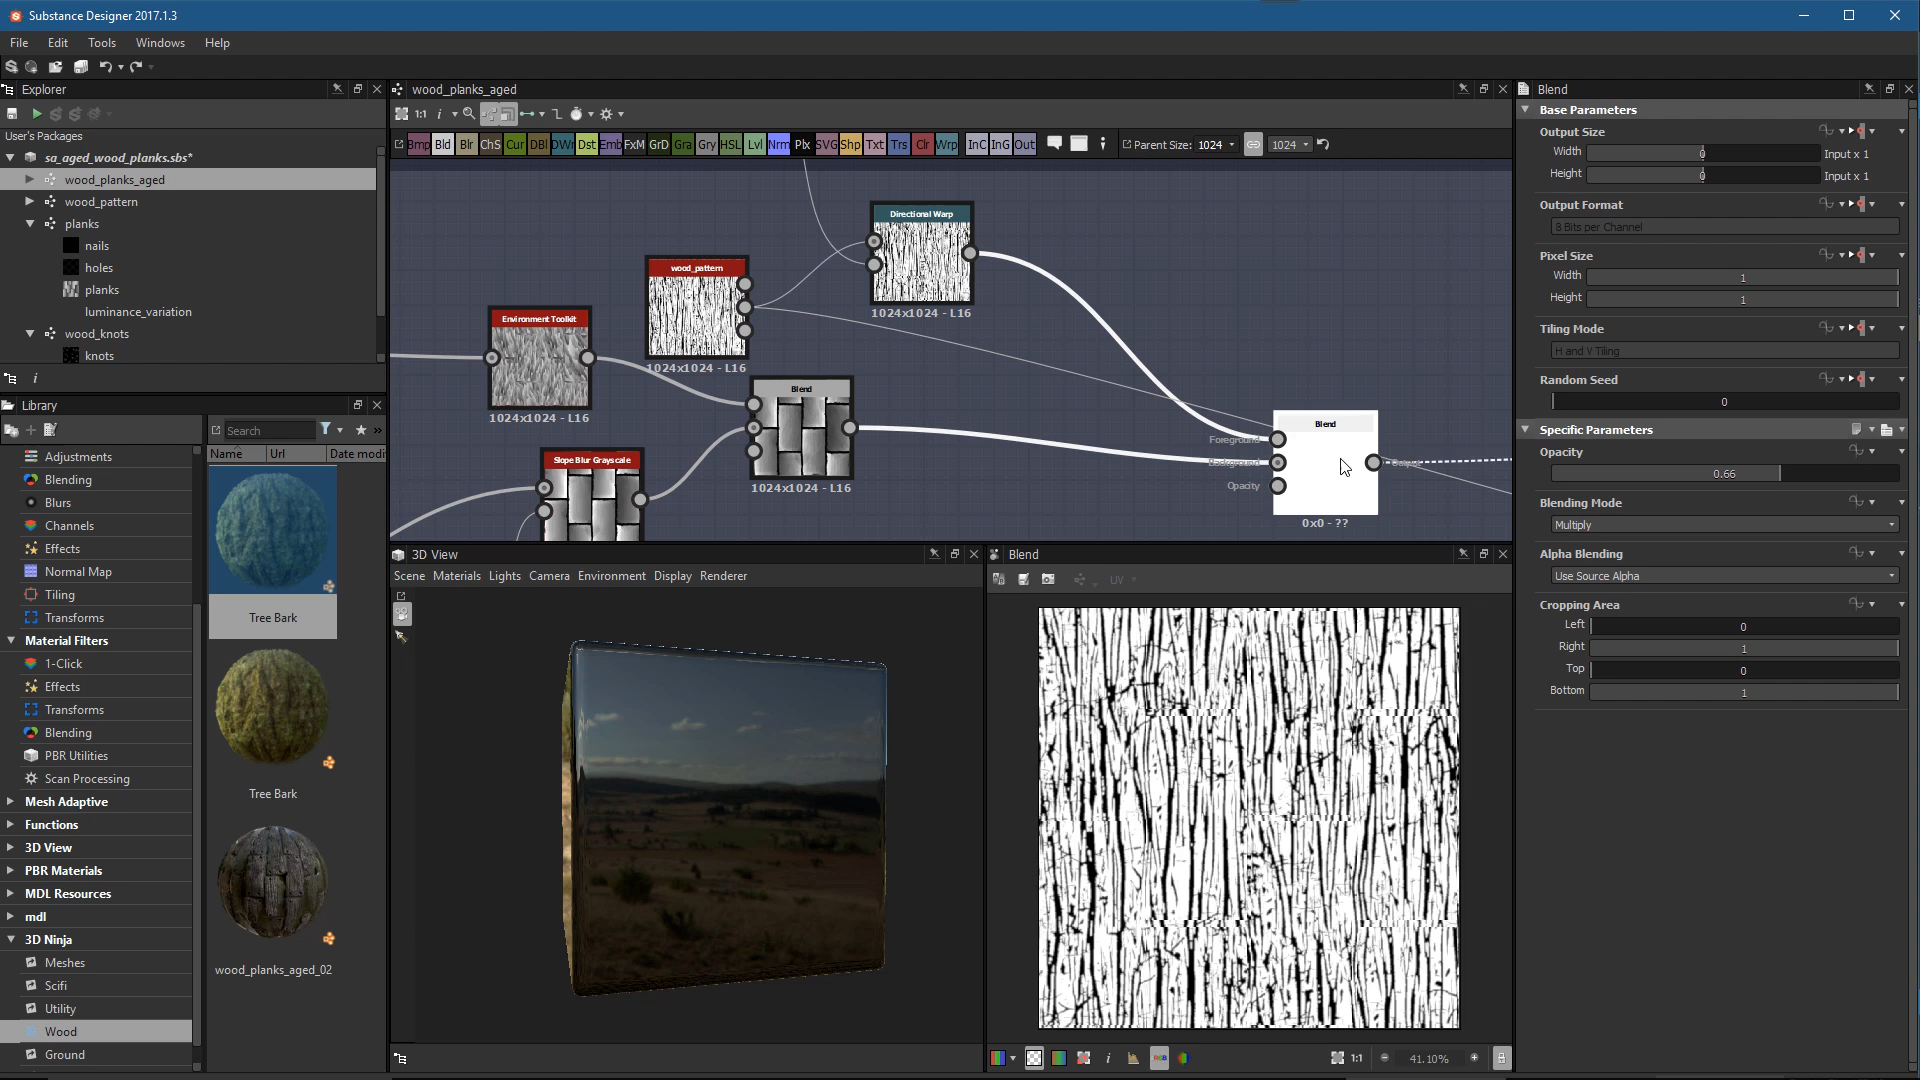 Substance Designer 2017.1.3
File Edit Tools Windows Help
Explorer
User's Packages
sa_aged_wood_planks.sbs*
wood_planks_aged
wood_pattern
planks
nails
holes
planks
luminance_variation
wood_knots
knots
Library
Search
Name Url Date modi
Adjustments
Blending
Blurs
Channels
Effects
Normal Map
Tiling
Transforms
Material Filters
1-Click
Effects
Transforms
Blending
PBR Utilities
Scan Processing
Mesh Adaptive
Functions
3D View
PBR Materials
MDL Resources
mdl
3D Ninja
Meshes
Scifi
Utility
Wood
Ground
Tree Bark
Tree Bark
wood_planks_aged_02
wood_planks_aged
1:1
Bmp Bld Blr ChS Cur DBl DWr Dst Emb FxM GrD Gra Gry HSL Lvl Nrm Plx SVG Shp Txt Trs Clr Wrp InC InG Out
Parent Size: 1024 1024
Directional Warp
1024x1024 - L16
wood_pattern
1024x1024 - L16
Environment Toolkit
1024x1024 - L16
Blend
1024x1024 - L16
Slope Blur Grayscale
Blend
Foreground
Background
Opacity
Output
0x0 - ??
3D View
Scene Materials Lights Camera Environment Display Renderer
Blend
UV
1:1 41.10%
Blend
Base Parameters
Output Size
Width 0 Input x 1
Height 0 Input x 1
Output Format
8 Bits per Channel
Pixel Size
Width 1
Height 1
Tiling Mode
H and V Tiling
Random Seed
0
Specific Parameters
Opacity
0.66
Blending Mode
Multiply
Alpha Blending
Use Source Alpha
Cropping Area
Left 0
Right 1
Top 0
Bottom 1